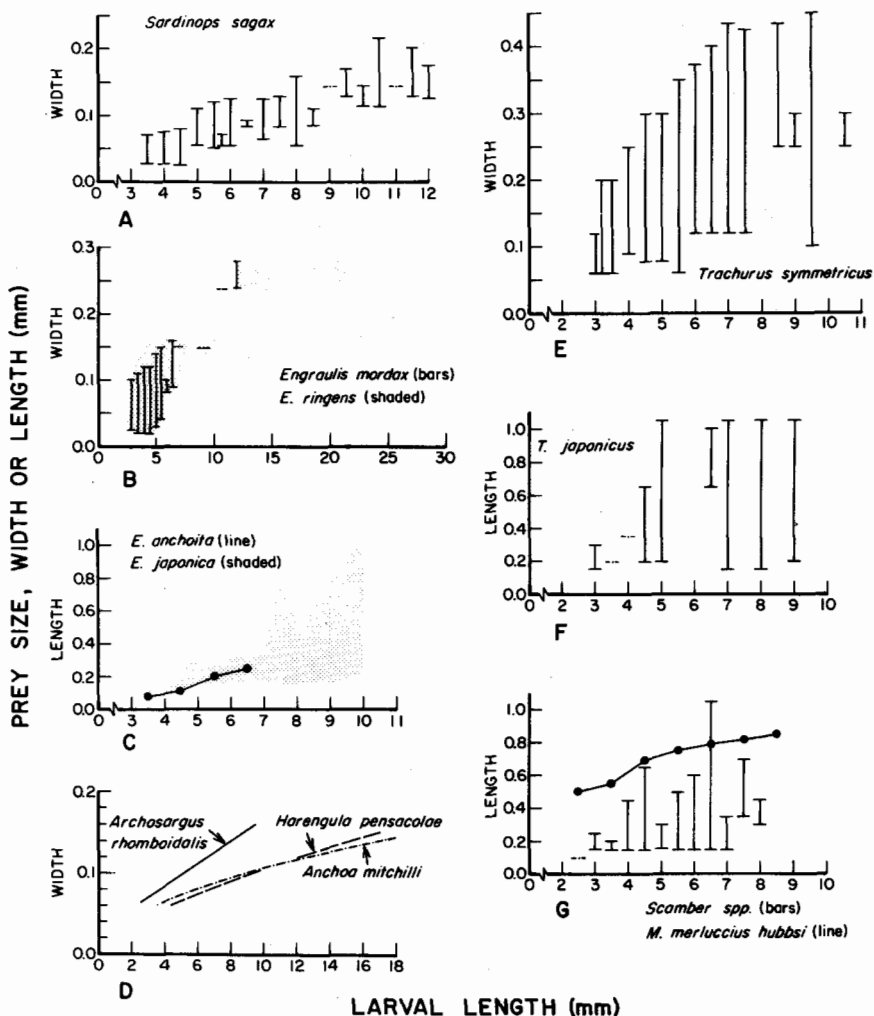 PREY SIZE, WIDTH OR LENGTH (mm)
Sardinops sagax
WIDTH
0.2
0.1
0.0
0 3 4 5 6 7 8 9 10 11 12
A
WIDTH
0.3
0.2
0.1
0.0
0 5 10 15 20 25 30
Engraulis mordax (bars)
E. ringens (shaded)
B
E. anchoita (line)
E. japonica (shaded)
LENGTH
1.0
0.8
0.6
0.4
0.2
0.0
0 3 4 5 6 7 8 9 10 11
C
WIDTH
0.2
0.1
0.0
0 2 4 6 8 10 12 14 16 18
Archosargus
rhomboidalis
Harengula pensacolae
Anchoa mitchilli
D
WIDTH
0.4
0.3
0.2
0.1
0.0
0 2 3 4 5 6 7 8 9 10 11
Trachurus symmetricus
E
T. japonicus
LENGTH
1.0
0.8
0.6
0.4
0.2
0.0
0 2 3 4 5 6 7 8 9 10
F
LENGTH
1.0
0.8
0.6
0.4
0.2
0.0
0 2 3 4 5 6 7 8 9 10
G
Scamber spp. (bars)
M. merluccius hubbsi (line)
LARVAL LENGTH (mm)